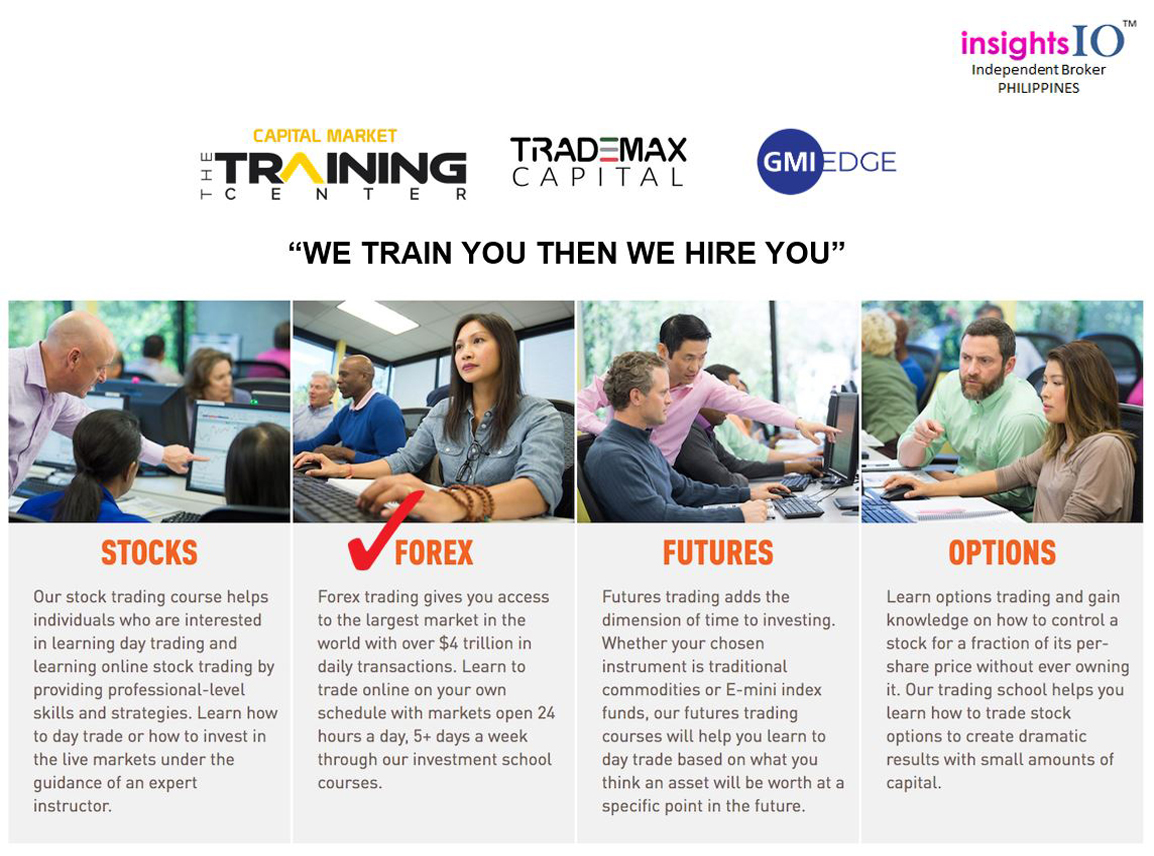 insightsIO™
Independent Broker
PHILIPPINES
CAPITAL MARKET
THE TRAINING
CENTER
TRADEMAX
CAPITAL
GMIEDGE
“WE TRAIN YOU THEN WE HIRE YOU”
STOCKS
Our stock trading course helps
individuals who are interested
in learning day trading and
learning online stock trading by
providing professional-level
skills and strategies. Learn how
to day trade or how to invest in
the live markets under the
guidance of an expert
instructor.
FOREX
Forex trading gives you access
to the largest market in the
world with over $4 trillion in
daily transactions. Learn to
trade online on your own
schedule with markets open 24
hours a day, 5+ days a week
through our investment school
courses.
FUTURES
Futures trading adds the
dimension of time to investing.
Whether your chosen
instrument is traditional
commodities or E-mini index
funds, our futures trading
courses will help you learn to
day trade based on what you
think an asset will be worth at a
specific point in the future.
OPTIONS
Learn options trading and gain
knowledge on how to control a
stock for a fraction of its per-
share price without ever owning
it. Our trading school helps you
learn how to trade stock
options to create dramatic
results with small amounts of
capital.